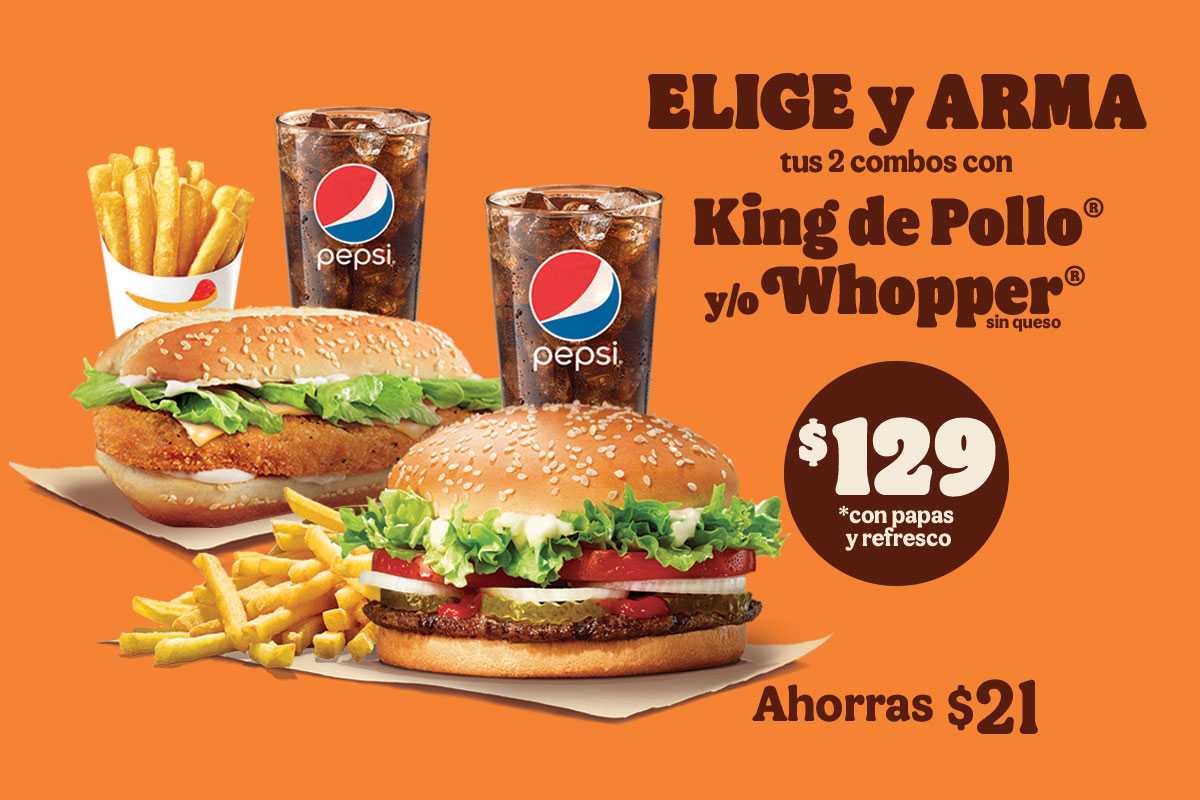 ELIGE y ARMA
tus 2 combos con
King de Pollo®
y/o Whopper®
sin queso
$129
*con papas
y refresco
Ahorras $21
pepsi
pepsi